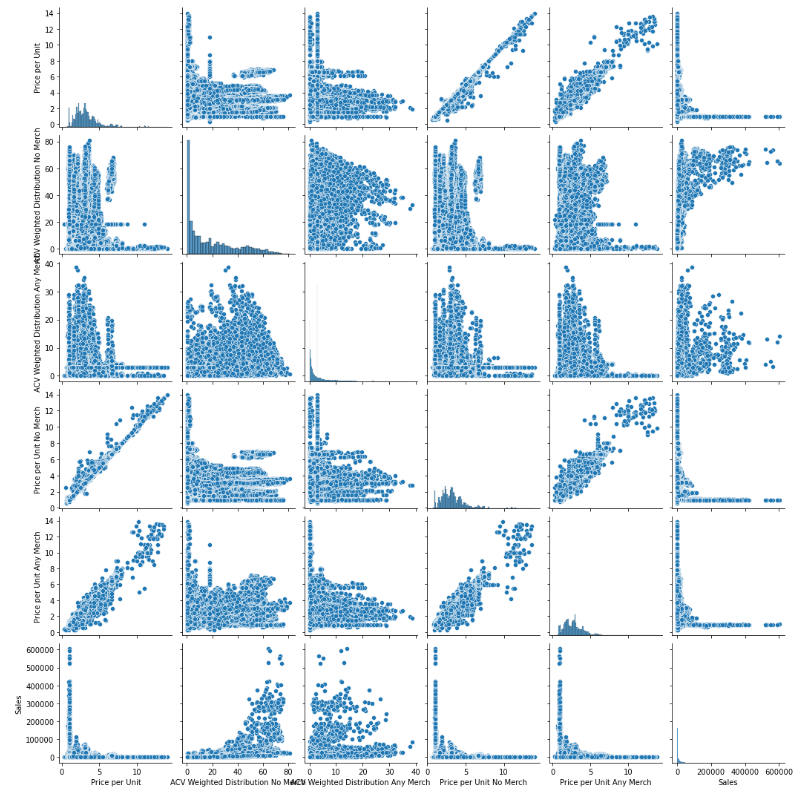 14
12
10
8
6
4
2
0
Price per Unit
80
60
40
20
0
ACV Weighted Distribution No Merch
40
30
20
10
0
ACV Weighted Distribution Any Merch
14
12
10
8
6
4
2
0
Price per Unit No Merch
14
12
10
8
6
4
2
0
Price per Unit Any Merch
600000
500000
400000
300000
200000
100000
0
Sales
0 5 10
0 20 40 60 80
0 10 20 30 40
0 5 10
0 5 10
0 200000 400000 600000
Price per Unit
ACV Weighted Distribution No Merch
ACV Weighted Distribution Any Merch
Price per Unit No Merch
Price per Unit Any Merch
Sales